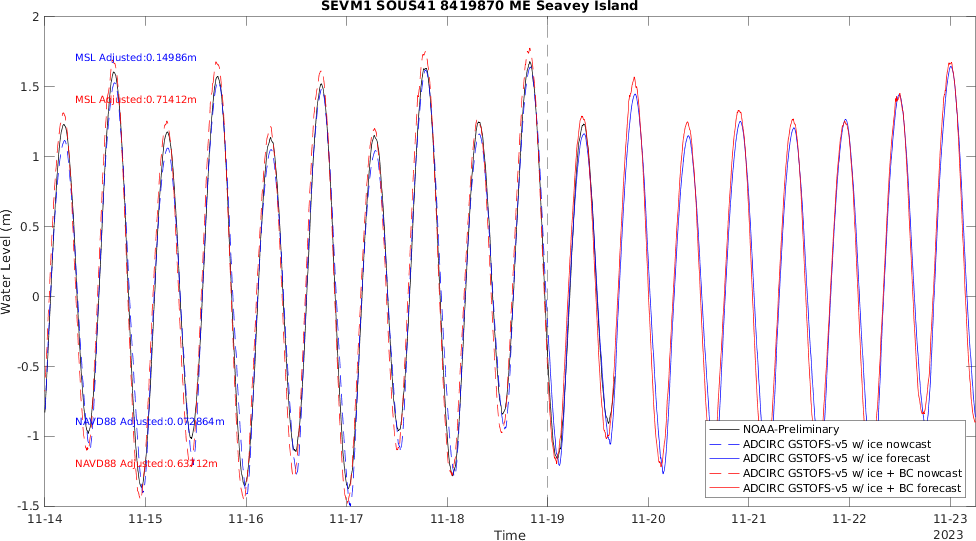 SEVM1 SOUS41 8419870 ME Seavey Island
2
1.5
1
0.5
0
-0.5
-1
-1.5
Water Level (m)
MSL Adjusted:0.14986m
MSL Adjusted:0.71412m
NAVD88 Adjusted:0.072864m
NAVD88 Adjusted:0.63712m
NOAA-Preliminary
ADCIRC GSTOFS-v5 w/ ice nowcast
ADCIRC GSTOFS-v5 w/ ice forecast
ADCIRC GSTOFS-v5 w/ ice + BC nowcast
ADCIRC GSTOFS-v5 w/ ice + BC forecast
11-14 11-15 11-16 11-17 11-18 11-19 11-20 11-21 11-22 11-23
Time
2023